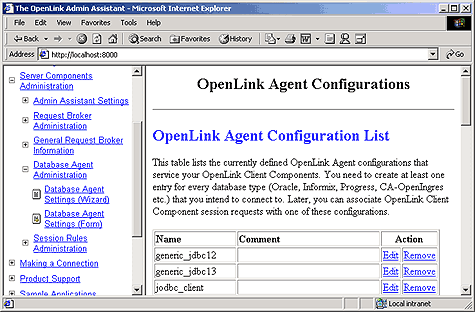 The OpenLink Admin Assistant - Microsoft Internet Explorer
File Edit View Favorites Tools Help
Back Search Favorites History
Address http://localhost:8000 Go
Server Components
Administration
Admin Assistant Settings
Request Broker
Administration
General Request Broker
Information
Database Agent
Administration
Database Agent
Settings (Wizard)
Database Agent
Settings (Form)
Session Rules
Administration
Making a Connection
Product Support
Sample Applications
OpenLink Agent Configurations
OpenLink Agent Configuration List
This table lists the currently defined OpenLink Agent configurations that
service your OpenLink Client Components. You need to create at least one
entry for every database type (Oracle, Informix, Progress, CA-OpenIngres
etc.) that you intend to connect to. Later, you can associate OpenLink Client
Component session requests with one of these configurations.
Name Comment Action
generic_jdbc12 Edit Remove
generic_jdbc13 Edit Remove
jodbc_client Edit Remove
Local intranet